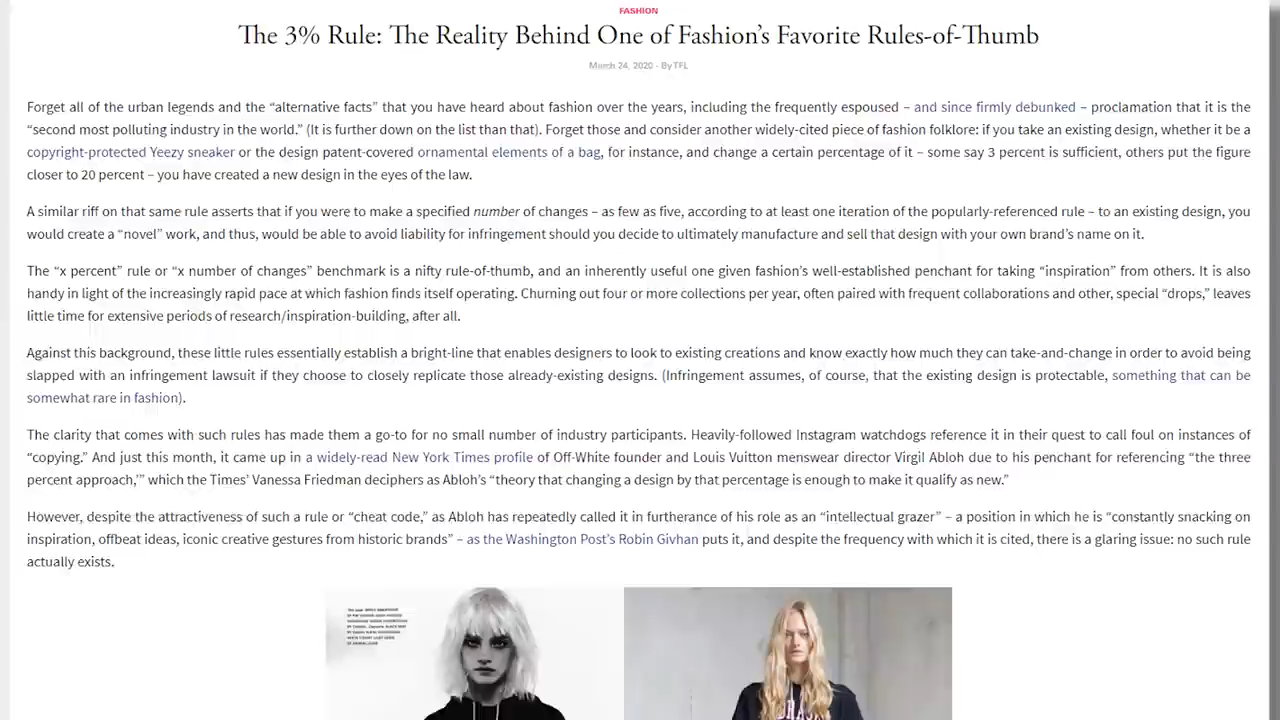 FASHION
The 3% Rule: The Reality Behind One of Fashion’s Favorite Rules-of-Thumb
March 24, 2020 - By TFL
Forget all of the urban legends and the “alternative facts” that you have heard about fashion over the years, including the frequently espoused – and since firmly debunked – proclamation that it is the
“second most polluting industry in the world.” (It is further down on the list than that). Forget those and consider another widely-cited piece of fashion folklore: if you take an existing design, whether it be a
copyright-protected Yeezy sneaker or the design patent-covered ornamental elements of a bag, for instance, and change a certain percentage of it – some say 3 percent is sufficient, others put the figure
closer to 20 percent – you have created a new design in the eyes of the law.
A similar riff on that same rule asserts that if you were to make a specified number of changes – as few as five, according to at least one iteration of the popularly-referenced rule – to an existing design, you
would create a “novel” work, and thus, would be able to avoid liability for infringement should you decide to ultimately manufacture and sell that design with your own brand’s name on it.
The “x percent” rule or “x number of changes” benchmark is a nifty rule-of-thumb, and an inherently useful one given fashion’s well-established penchant for taking “inspiration” from others. It is also
handy in light of the increasingly rapid pace at which fashion finds itself operating. Churning out four or more collections per year, often paired with frequent collaborations and other, special “drops,” leaves
little time for extensive periods of research/inspiration-building, after all.
Against this background, these little rules essentially establish a bright-line that enables designers to look to existing creations and know exactly how much they can take-and-change in order to avoid being
slapped with an infringement lawsuit if they choose to closely replicate those already-existing designs. (Infringement assumes, of course, that the existing design is protectable, something that can be
somewhat rare in fashion).
The clarity that comes with such rules has made them a go-to for no small number of industry participants. Heavily-followed Instagram watchdogs reference it in their quest to call foul on instances of
“copying.” And just this month, it came up in a widely-read New York Times profile of Off-White founder and Louis Vuitton menswear director Virgil Abloh due to his penchant for referencing “the three
percent approach,’” which the Times’ Vanessa Friedman deciphers as Abloh’s “theory that changing a design by that percentage is enough to make it qualify as new.”
However, despite the attractiveness of such a rule or “cheat code,” as Abloh has repeatedly called it in furtherance of his role as an “intellectual grazer” – a position in which he is “constantly snacking on
inspiration, offbeat ideas, iconic creative gestures from historic brands” – as the Washington Post’s Robin Givhan puts it, and despite the frequency with which it is cited, there is a glaring issue: no such rule
actually exists.